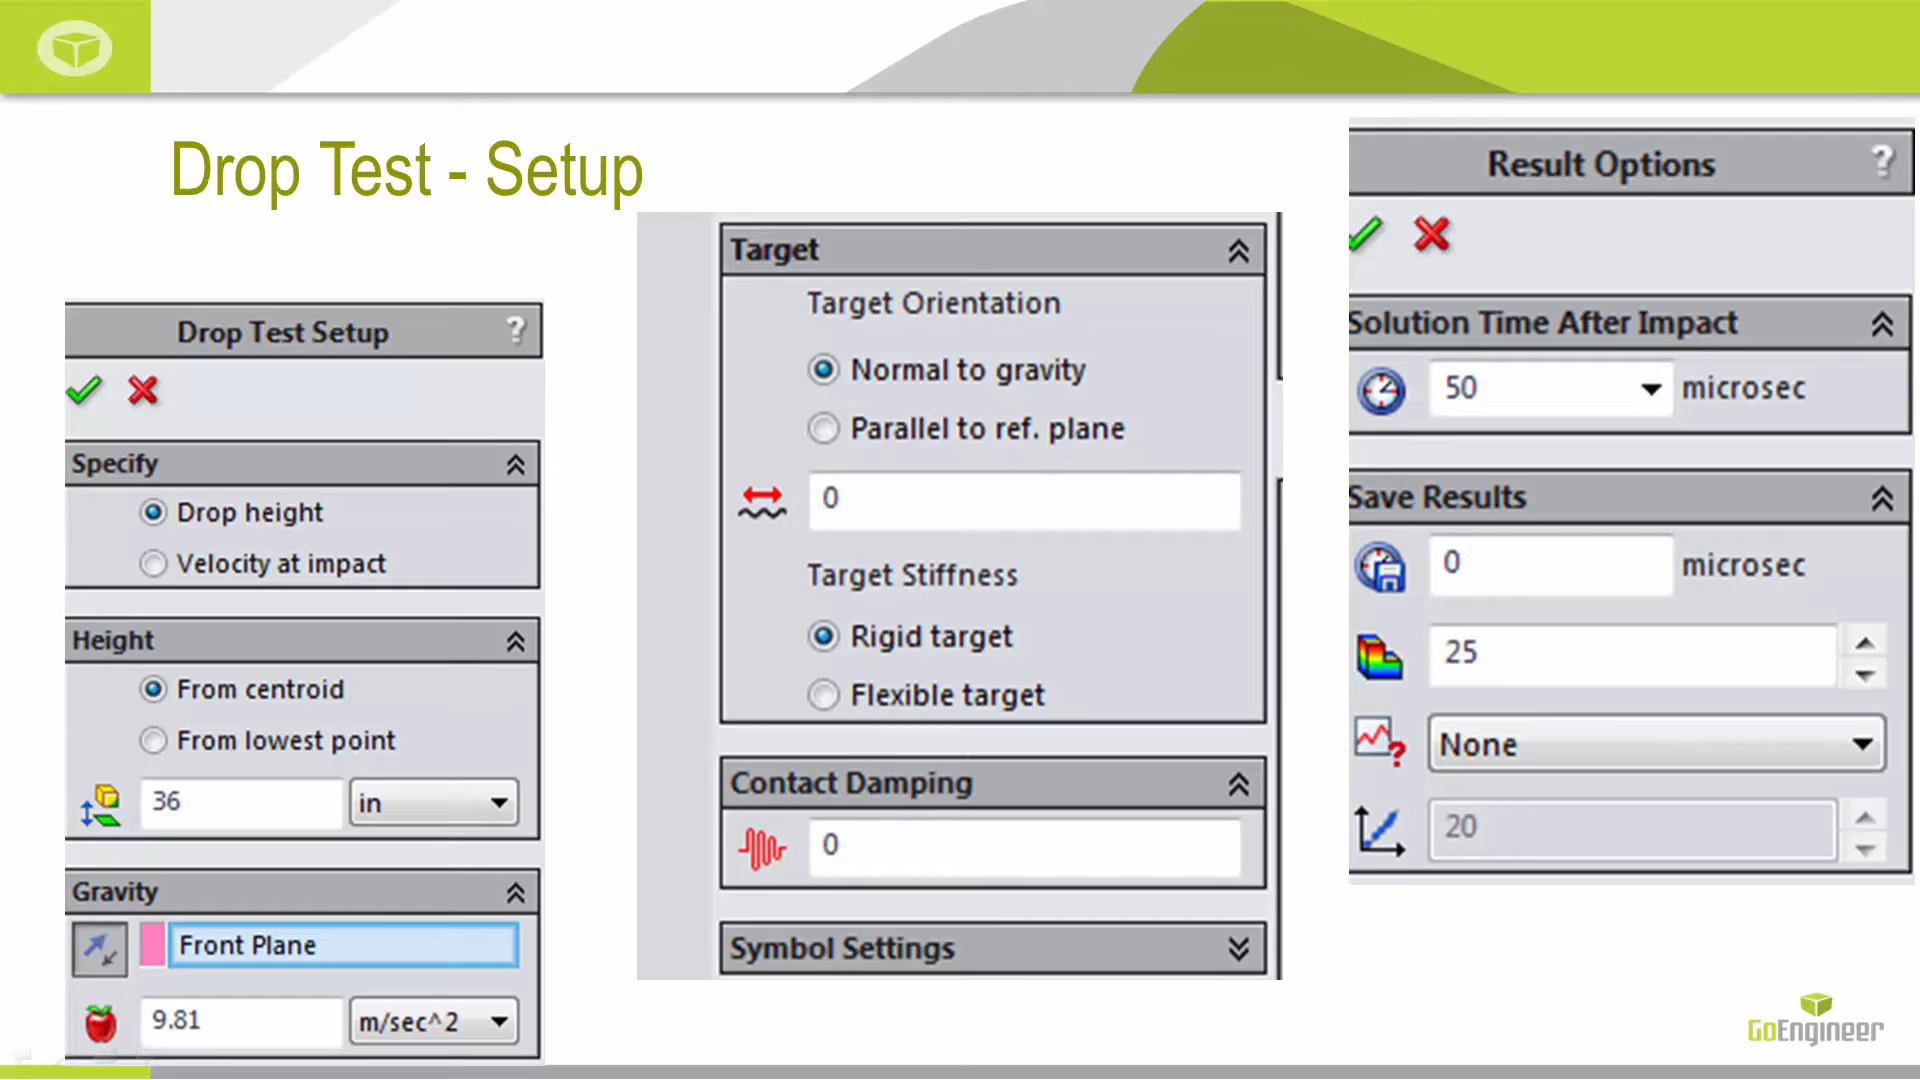 Drop Test - Setup
Drop Test Setup ?
Specify
Drop height
Velocity at impact
Height
From centroid
From lowest point
36 in
Gravity
Front Plane
9.81 m/sec^2
Target
Target Orientation
Normal to gravity
Parallel to ref. plane
0
Target Stiffness
Rigid target
Flexible target
Contact Damping
0
Symbol Settings
Result Options ?
Solution Time After Impact
50 microsec
Save Results
0 microsec
25
None
20
GoEngineer